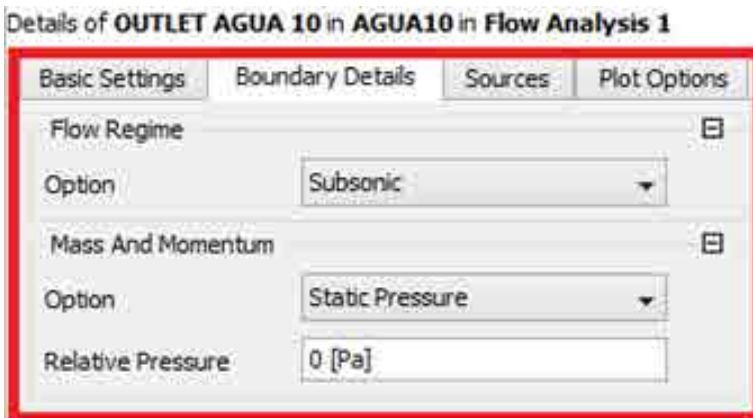 Details of OUTLET AGUA 10 in AGUA10 in Flow Analysis 1
Basic Settings Boundary Details Sources Plot Options
Flow Regime
Option Subsonic
Mass And Momentum
Option Static Pressure
Relative Pressure 0 [Pa]